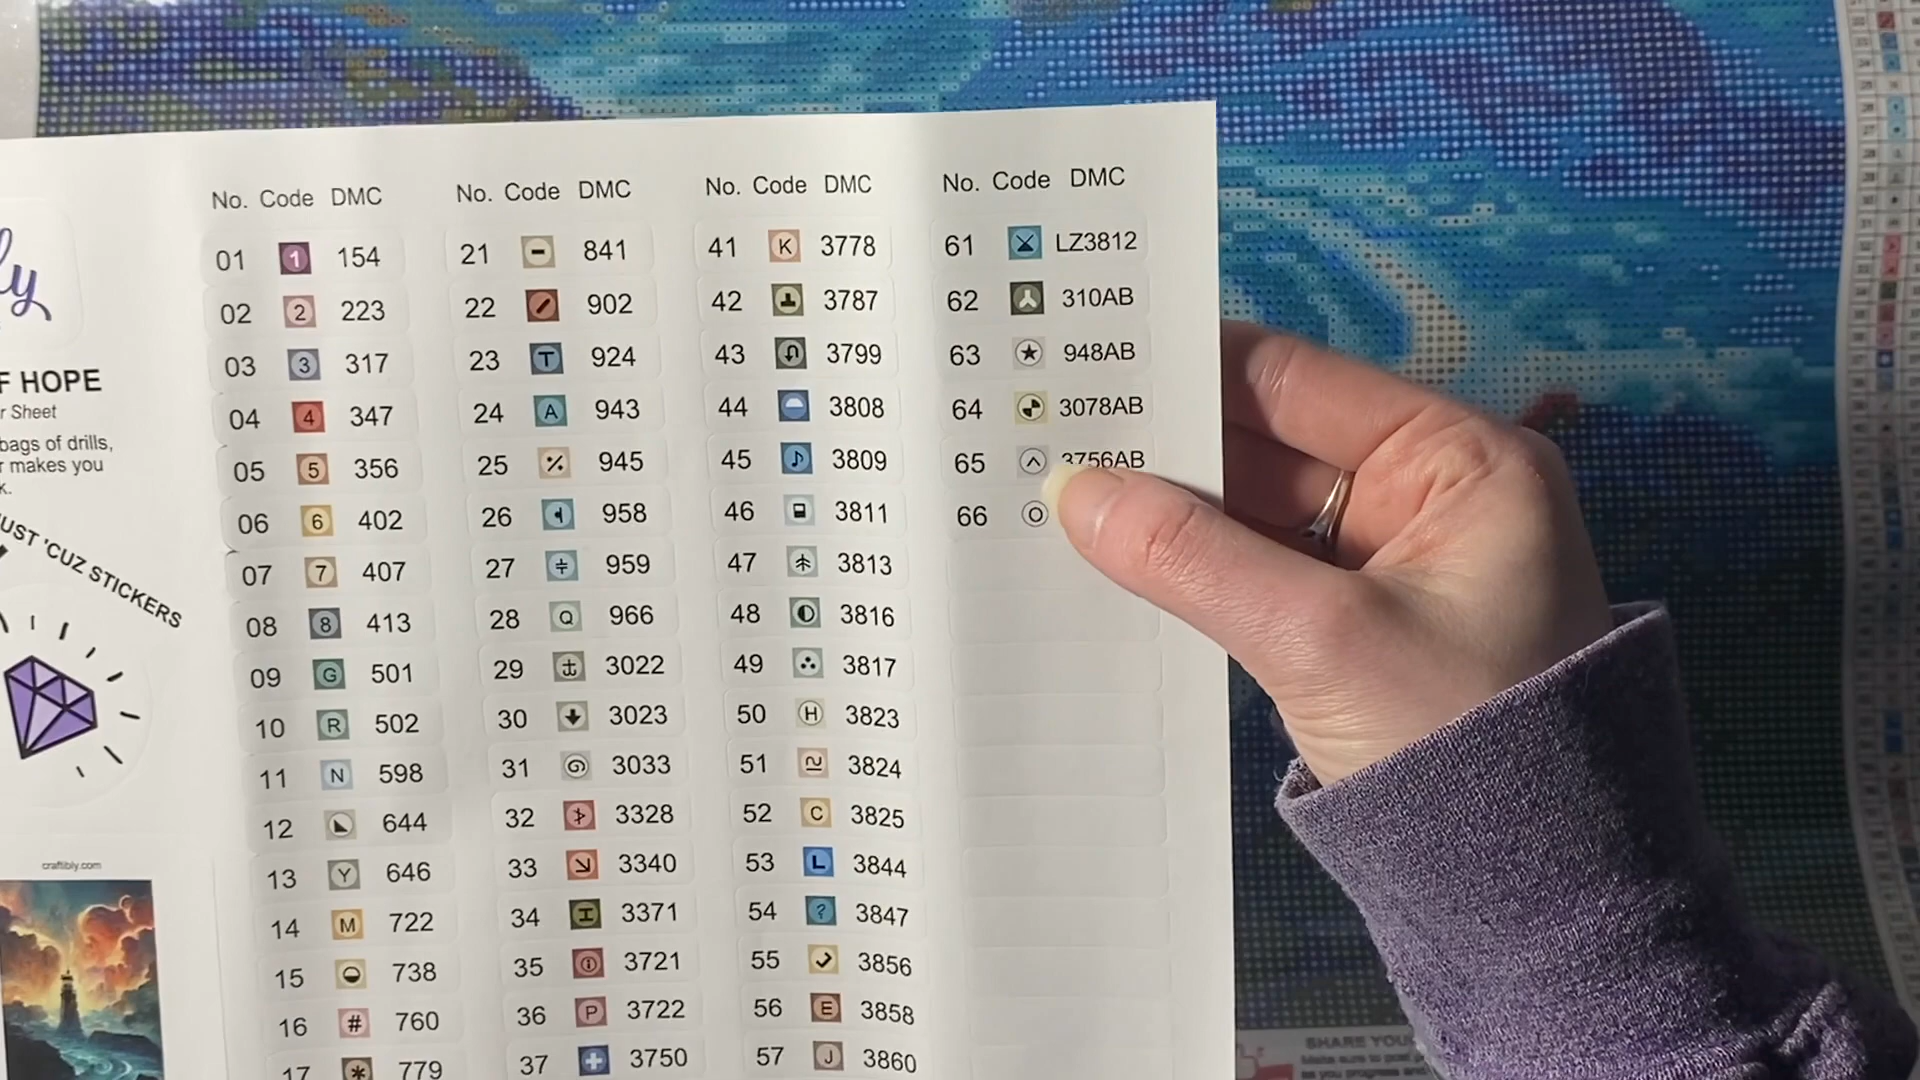 ly
F HOPE
r Sheet
bags of drills,
r makes you
k.
UST 'CUZ STICKERS
craftibly.com
No. Code DMC
01 1 154
02 2 223
03 3 317
04 4 347
05 5 356
06 6 402
07 7 407
08 8 413
09 G 501
10 R 502
11 N 598
12 644
13 Y 646
14 M 722
15 738
16 # 760
17 * 779
No. Code DMC
21 − 841
22 902
23 T 924
24 A 943
25 ٪ 945
26 958
27 959
28 Q 966
29 3022
30 3023
31 3033
32 3328
33 3340
34 3371
35 3721
36 P 3722
37 3750
No. Code DMC
41 K 3778
42 3787
43 3799
44 3808
45 ♪ 3809
46 3811
47 3813
48 3816
49 3817
50 H 3823
51 3824
52 C 3825
53 L 3844
54 ? 3847
55 3856
56 E 3858
57 J 3860
No. Code DMC
61 LZ3812
62 310AB
63 ★ 948AB
64 3078AB
65 3756AB
66 O
SHARE YOUR